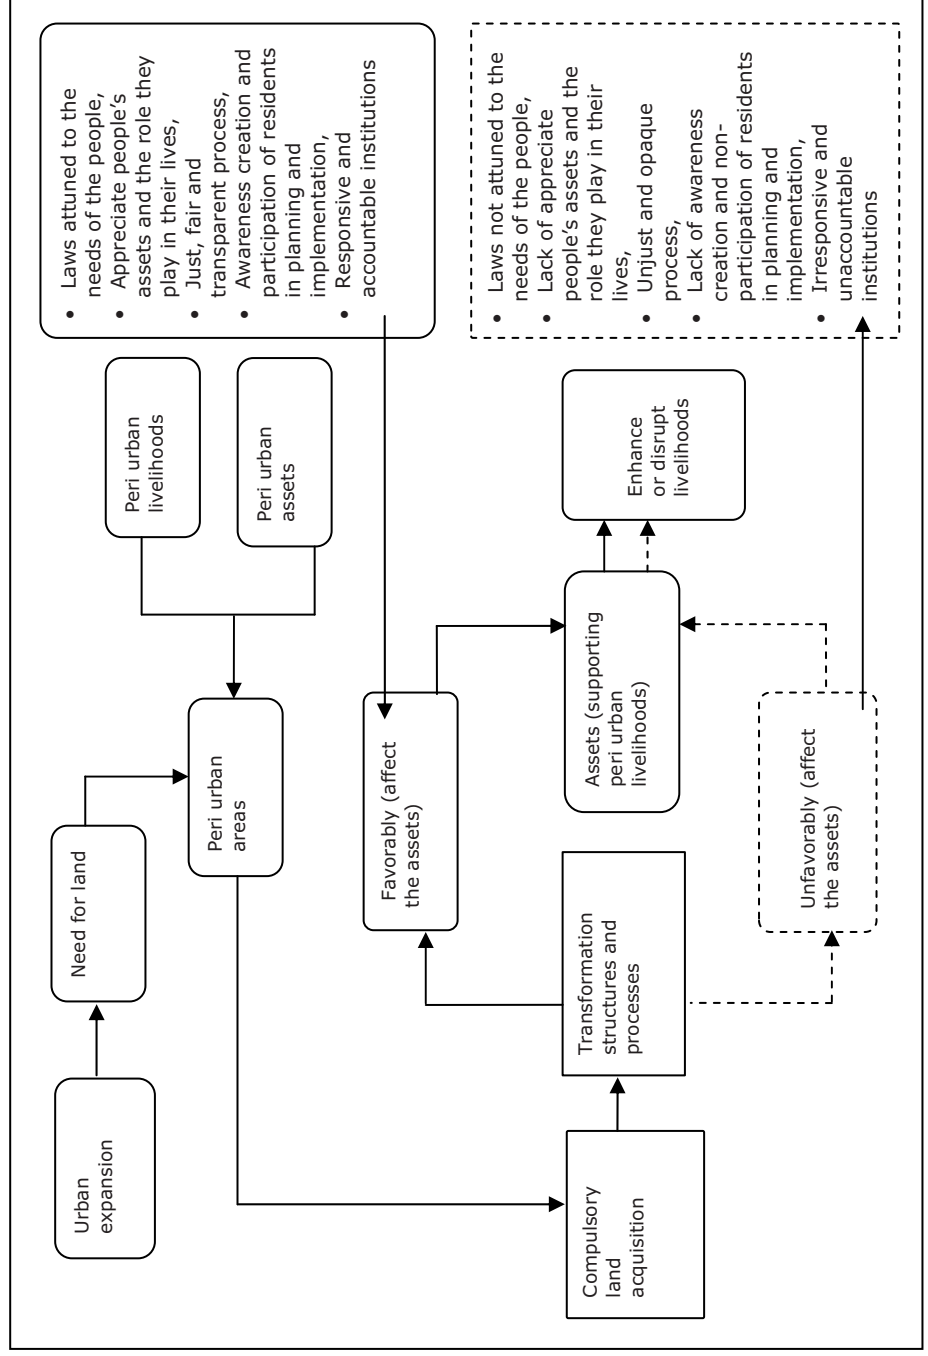 Urban
expansion
Need for land
Peri urban
areas
Peri urban
livelihoods
Peri urban
assets
• Laws attuned to the
needs of the people,
• Appreciate people’s
assets and the role they
play in their lives,
• Just, fair and
transparent process,
• Awareness creation and
participation of residents
in planning and
implementation,
• Responsive and
accountable institutions
Favorably (affect
the assets)
Compulsory
land
acquisition
Transformation
structures and
processes
Assets (supporting
peri urban
livelihoods)
Enhance
or disrupt
livelihoods
Unfavorably (affect
the assets)
• Laws not attuned to the
needs of the people,
• Lack of appreciate
people’s assets and the
role they play in their
lives,
• Unjust and opaque
process,
• Lack of awareness
creation and non-
participation of residents
in planning and
implementation,
• Irresponsive and
unaccountable
institutions